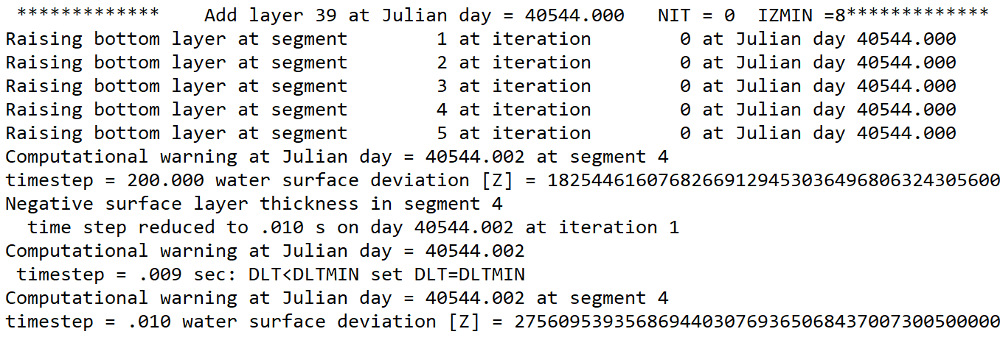 *************    Add layer 39 at Julian day = 40544.000   NIT = 0  IZMIN =8*************
Raising bottom layer at segment        1 at iteration        0 at Julian day 40544.000
Raising bottom layer at segment        2 at iteration        0 at Julian day 40544.000
Raising bottom layer at segment        3 at iteration        0 at Julian day 40544.000
Raising bottom layer at segment        4 at iteration        0 at Julian day 40544.000
Raising bottom layer at segment        5 at iteration        0 at Julian day 40544.000
Computational warning at Julian day = 40544.002 at segment 4
timestep = 200.000 water surface deviation [Z] = 18254461607682669129453036496806324305600
Negative surface layer thickness in segment 4
  time step reduced to .010 s on day 40544.002 at iteration 1
Computational warning at Julian day = 40544.002
 timestep = .009 sec: DLT<DLTMIN set DLT=DLTMIN
Computational warning at Julian day = 40544.002 at segment 4
timestep = .010 water surface deviation [Z] = 27560953935686944030769365068437007300500000